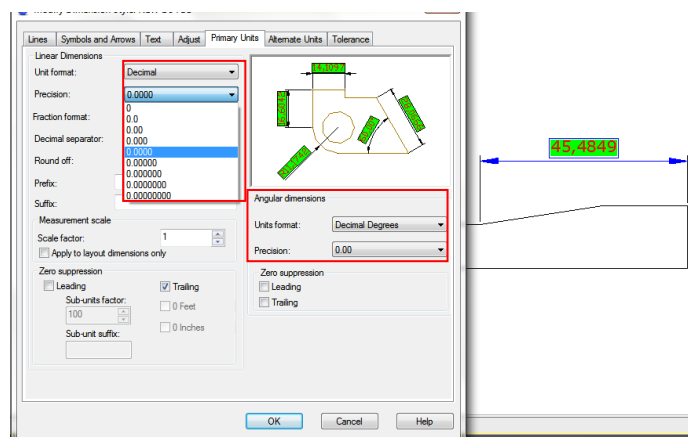 Lines Symbols and Arrows Text Adjust Primary Units Alternate Units Tolerance
Linear Dimensions
Unit format: Decimal
Precision: 0.0000
0
0.0
0.00
0.000
0.0000
0.00000
0.000000
0.0000000
0.00000000
Fraction format:
Decimal separator:
Round off:
Prefix:
Suffix:
Measurement scale
Scale factor: 1
Apply to layout dimensions only
Zero suppression
Leading
Trailing
Sub-units factor:
100
0 Feet
0 Inches
Sub-unit suffix:
14,1097
Angular dimensions
Units format: Decimal Degrees
Precision: 0.00
Zero suppression
Leading
Trailing
OK Cancel Help
45,4849